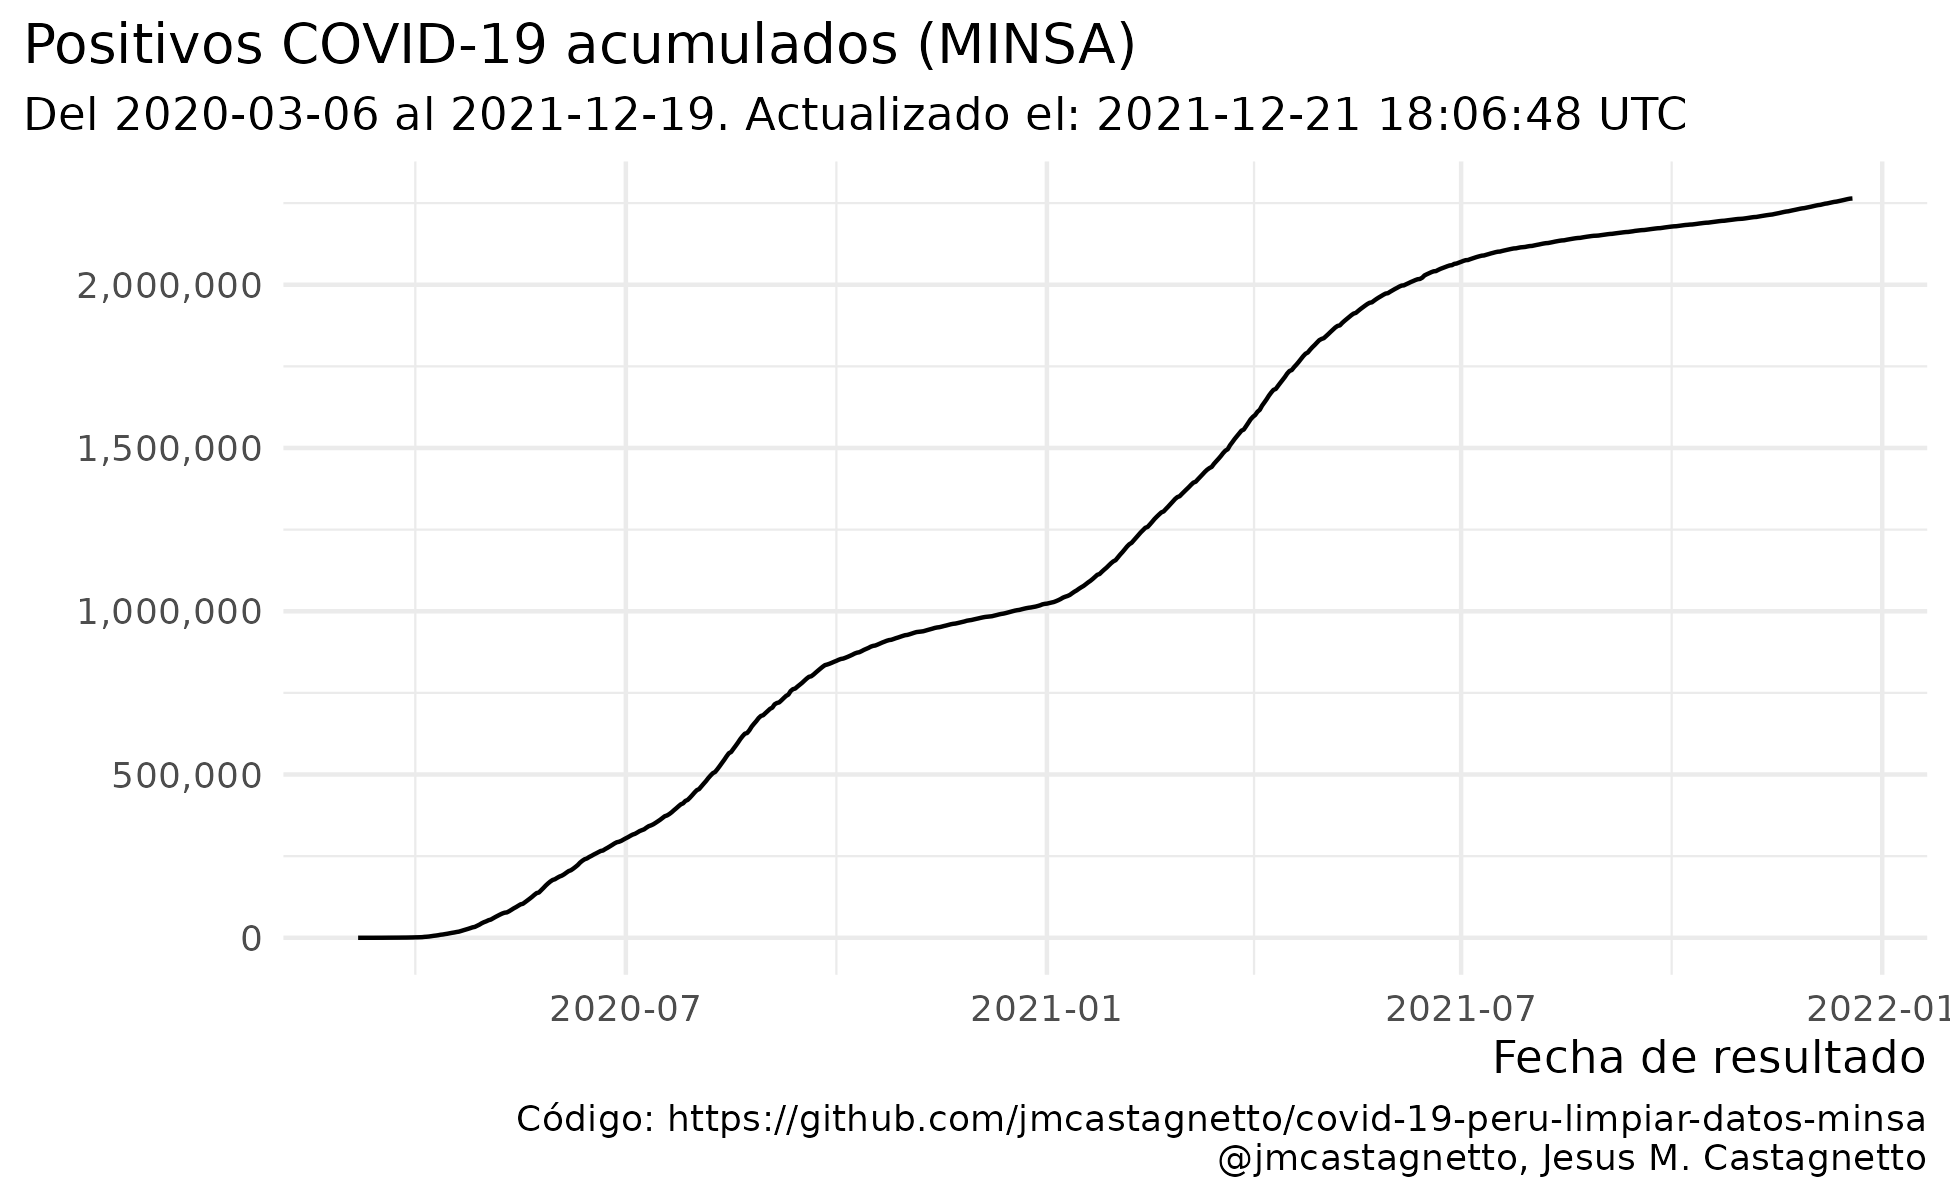 Positivos COVID-19 acumulados (MINSA)
Del 2020-03-06 al 2021-12-19. Actualizado el: 2021-12-21 18:06:48 UTC
2,000,000
1,500,000
1,000,000
500,000
0
2020-07 2021-01 2021-07 2022-01
Fecha de resultado
Código: https://github.com/jmcastagnetto/covid-19-peru-limpiar-datos-minsa
@jmcastagnetto, Jesus M. Castagnetto